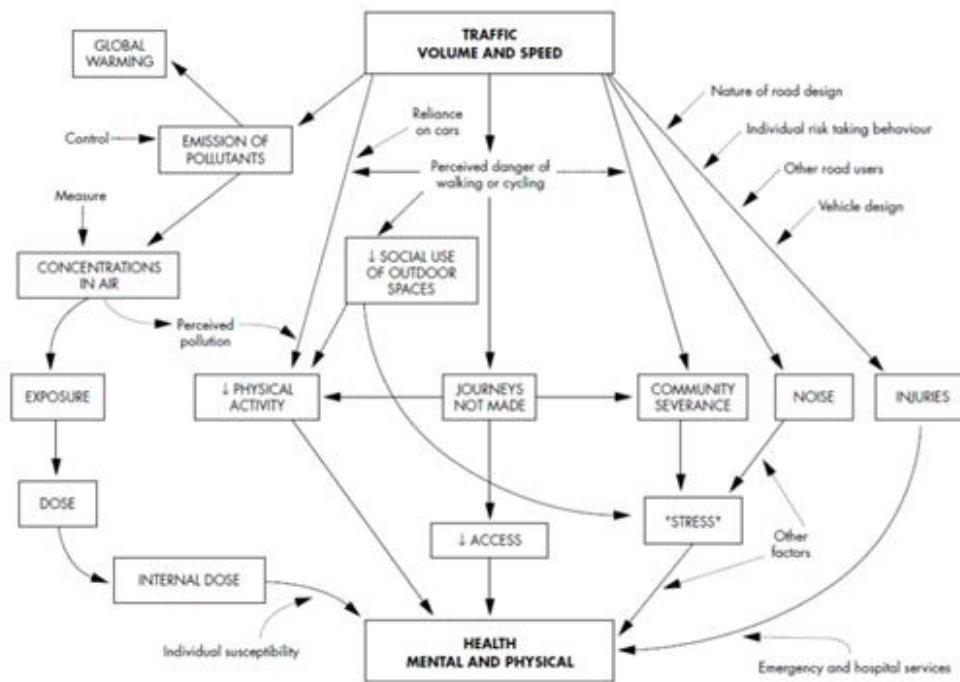 TRAFFIC
VOLUME AND SPEED
GLOBAL
WARMING
Control
EMISSION OF
POLLUTANTS
Reliance
on cars
Nature of road design
Individual risk taking behaviour
Other road users
Vehicle design
Perceived danger of
walking or cycling
Measure
CONCENTRATIONS
IN AIR
↓ SOCIAL USE
OF OUTDOOR
SPACES
Perceived
pollution
EXPOSURE
↓ PHYSICAL
ACTIVITY
JOURNEYS
NOT MADE
COMMUNITY
SEVERANCE
NOISE
INJURIES
DOSE
↓ ACCESS
"STRESS"
Other
factors
INTERNAL DOSE
Individual susceptibility
HEALTH
MENTAL AND PHYSICAL
Emergency and hospital services